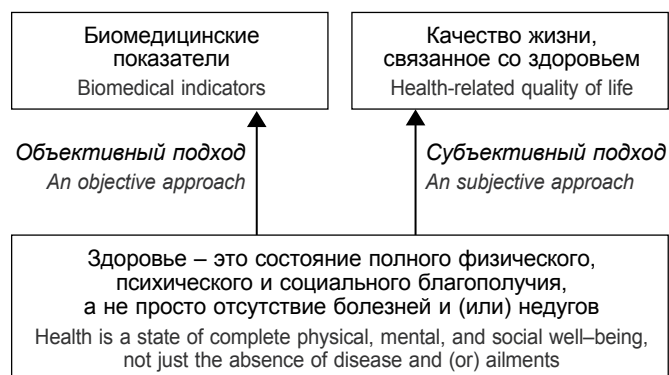 Биомедицинские
показатели
Biomedical indicators
Качество жизни,
связанное со здоровьем
Health-related quality of life
Объективный подход
An objective approach
Субъективный подход
An subjective approach
Здоровье – это состояние полного физического,
психического и социального благополучия,
а не просто отсутствие болезней и (или) недугов
Health is a state of complete physical, mental, and social well–being,
not just the absence of disease and (or) ailments